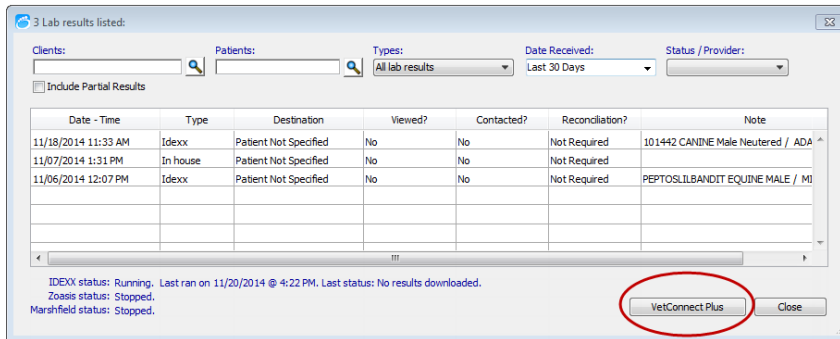 3 Lab results listed:
Clients: Patients: Types: Date Received: Status / Provider:
All lab results Last 30 Days
Include Partial Results
Date - Time Type Destination Viewed? Contacted? Reconciliation? Note
11/18/2014 11:33 AM Idexx Patient Not Specified No No Not Required 101442 CANINE Male Neutered / ADA
11/07/2014 1:31 PM In house Patient Not Specified No No Not Required
11/06/2014 12:07 PM Idexx Patient Not Specified No No Not Required PEPTOSLILBANDIT EQUINE MALE / MI
IDEXX status: Running. Last ran on 11/20/2014 @ 4:22 PM. Last status: No results downloaded.
Zoasis status: Stopped.
Marshfield status: Stopped.
VetConnect Plus Close